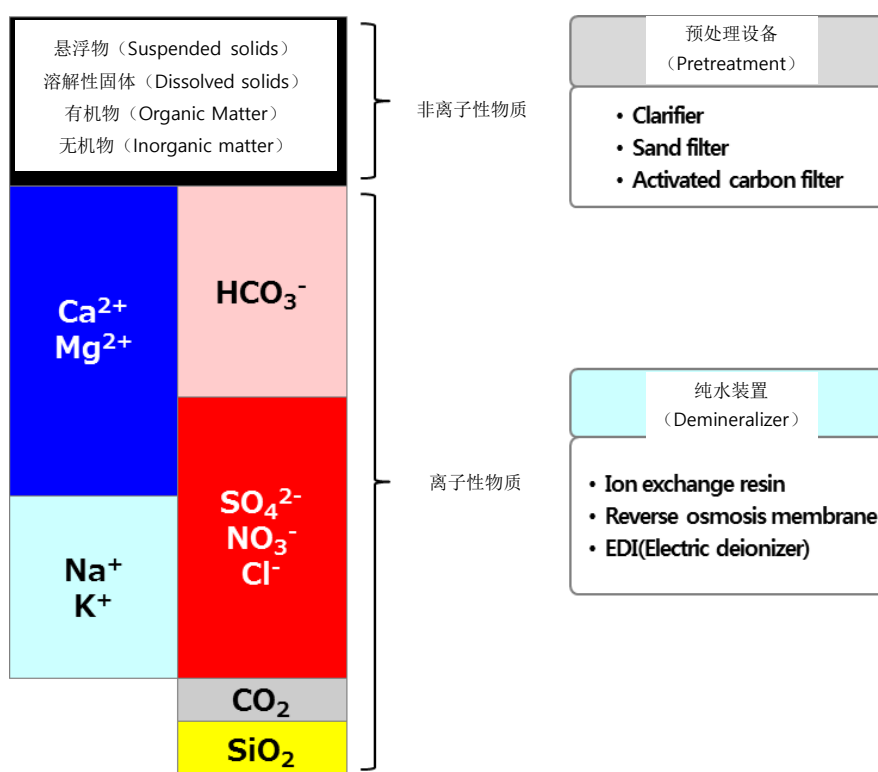 悬浮物（Suspended solids）
溶解性固体（Dissolved solids）
有机物（Organic Matter）
无机物（Inorganic matter）
非离子性物质
预处理设备
（Pretreatment）
• Clarifier
• Sand filter
• Activated carbon filter
Ca²⁺
Mg²⁺
HCO₃⁻
SO₄²⁻
NO₃⁻
Cl⁻
Na⁺
K⁺
CO₂
SiO₂
离子性物质
纯水装置
（Demineralizer）
• Ion exchange resin
• Reverse osmosis membrane
• EDI(Electric deionizer)